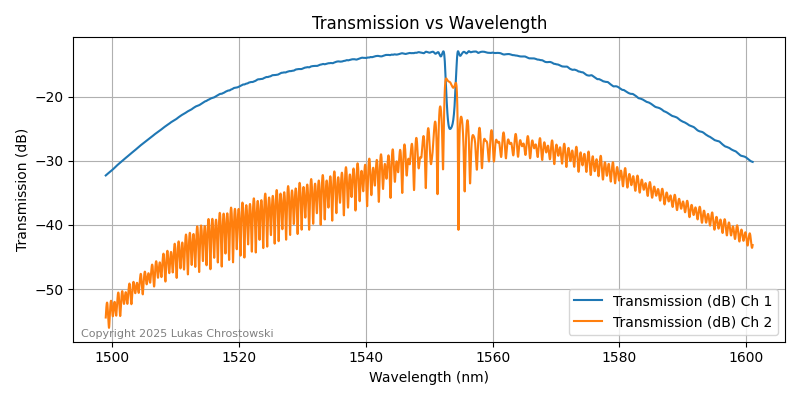 Transmission vs Wavelength
Transmission (dB)
−20
−30
−40
−50
Transmission (dB) Ch 1
Transmission (dB) Ch 2
Copyright 2025 Lukas Chrostowski
1500
1520
1540
1560
1580
1600
Wavelength (nm)